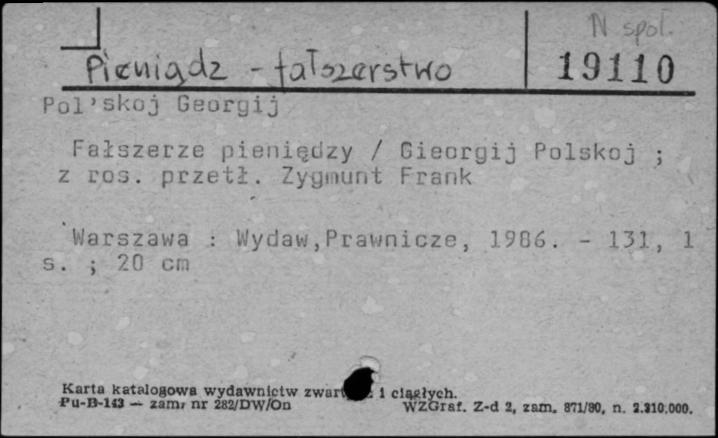 N społ.
Pieniądz - fałszerstwo
19110
Pol'skoj Georgij
Fałszerze pieniędzy / Gieorgij Polskoj ;
z ros. przetł. Zygmunt Frank
Warszawa : Wydaw,Prawnicze, 1986. - 131, 1
s. ; 20 cm
Karta katalogowa wydawnictw i ciągłych.
Pu-B-143 — zam. nr 282/DW/On
WZGraf. Z-d 2, zam. 871/80, n. 2.310.000.